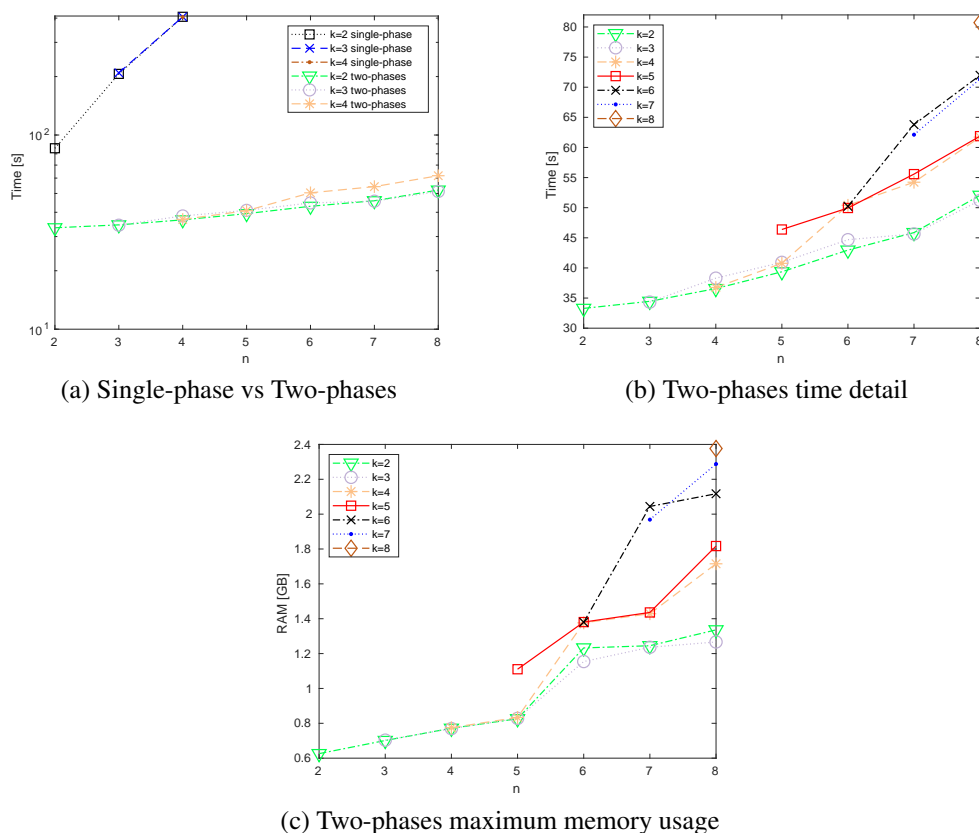 k=2 single-phase
k=3 single-phase
k=4 single-phase
k=2 two-phases
k=3 two-phases
k=4 two-phases
10^2
10^1
Time [s]
2 3 4 5 6 7 8
n
(a) Single-phase vs Two-phases
80
75
70
65
60
55
50
45
40
35
30
Time [s]
k=2
k=3
k=4
k=5
k=6
k=7
k=8
2 3 4 5 6 7 8
n
(b) Two-phases time detail
2.4
2.2
2
1.8
1.6
1.4
1.2
1
0.8
0.6
RAM [GB]
k=2
k=3
k=4
k=5
k=6
k=7
k=8
2 3 4 5 6 7 8
n
(c) Two-phases maximum memory usage